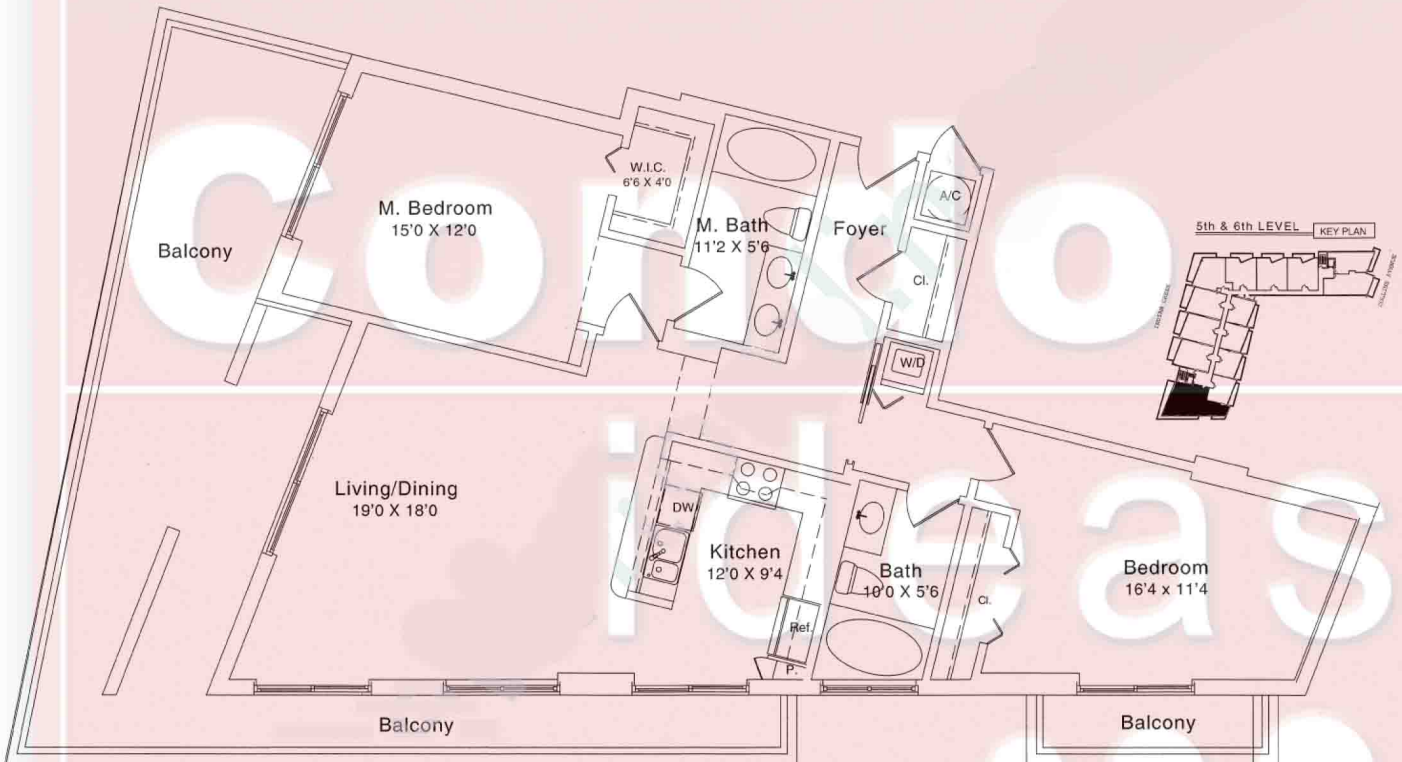 Condo
ideas
Balcony
M. Bedroom
15'0 X 12'0
W.I.C.
6'6 X 4'0
M. Bath
11'2 X 5'6
Foyer
A/C
Cl.
W/D
5th & 6th LEVEL
KEY PLAN
Living/Dining
19'0 X 18'0
DW
Kitchen
12'0 X 9'4
Ref.
P.
Bath
10'0 X 5'6
Cl.
Bedroom
16'4 x 11'4
Balcony
Balcony